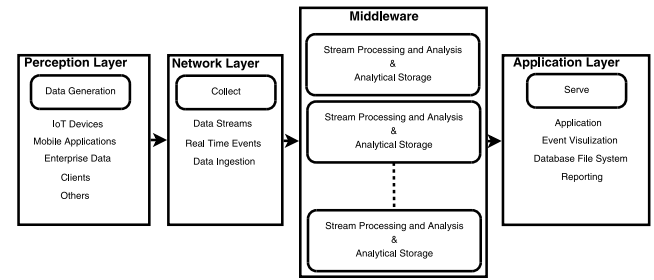 Perception Layer
Data Generation
IoT Devices
Mobile Applications
Enterprise Data
Clients
Others
Network Layer
Collect
Data Streams
Real Time Events
Data Ingestion
Middleware
Stream Processing and Analysis
&
Analytical Storage
Stream Processing and Analysis
&
Analytical Storage
Stream Processing and Analysis
&
Analytical Storage
Application Layer
Serve
Application
Event Visulization
Database File System
Reporting